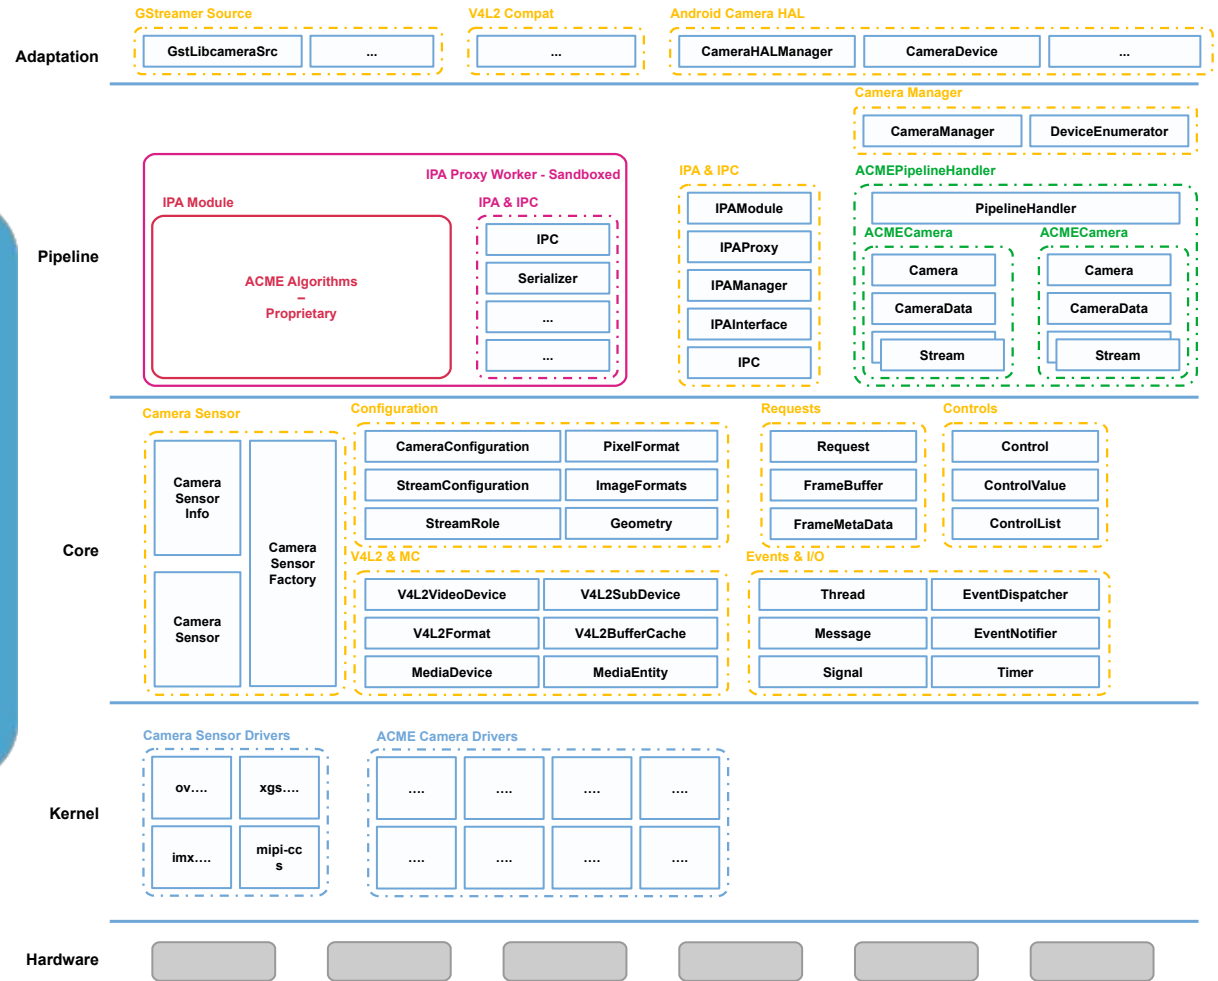 GStreamer Source
V4L2 Compat
Android Camera HAL
Adaptation
GstLibcameraSrc
...
...
CameraHALManager
CameraDevice
...
Camera Manager
CameraManager
DeviceEnumerator
Pipeline
IPA Proxy Worker - Sandboxed
IPA Module
ACME Algorithms
–
Proprietary
IPA & IPC
IPC
Serializer
...
...
IPA & IPC
IPAModule
IPAProxy
IPAManager
IPAInterface
IPC
ACMEPipelineHandler
PipelineHandler
ACMECamera
Camera
CameraData
Stream
ACMECamera
Camera
CameraData
Stream
Core
Camera Sensor
Camera
Sensor
Info
Camera
Sensor
Camera
Sensor
Factory
Configuration
CameraConfiguration
PixelFormat
StreamConfiguration
ImageFormats
StreamRole
Geometry
Requests
Request
FrameBuffer
FrameMetaData
Controls
Control
ControlValue
ControlList
V4L2 & MC
V4L2VideoDevice
V4L2SubDevice
V4L2Format
V4L2BufferCache
MediaDevice
MediaEntity
Events & I/O
Thread
EventDispatcher
Message
EventNotifier
Signal
Timer
Kernel
Camera Sensor Drivers
ov....
xgs....
imx....
mipi-cc
s
ACME Camera Drivers
....
....
....
....
....
....
....
....
Hardware